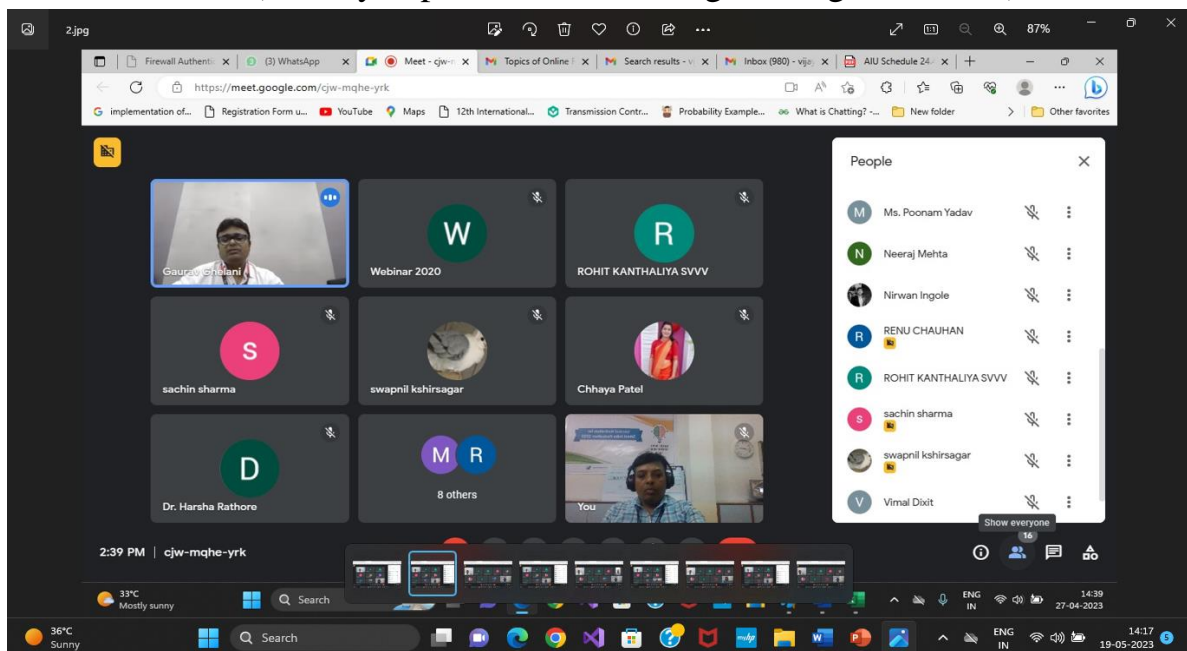 2.jpg
87%
Firewall Authenti
(3) WhatsApp
Meet - cjw-m
Topics of Online F
Search results - v
Inbox (980) - vija
AIU Schedule 24-
https://meet.google.com/cjw-mqhe-yrk
implementation of...
Registration Form u...
YouTube
Maps
12th International...
Transmission Contr...
Probability Example...
What is Chatting? -...
New folder
Other favorites
People
Gaurav Ghelani
W
Webinar 2020
R
ROHIT KANTHALIYA SVVV
S
sachin sharma
swapnil kshirsagar
Chhaya Patel
D
Dr. Harsha Rathore
M R
8 others
You
M Ms. Poonam Yadav
N Neeraj Mehta
Nirwan Ingole
R RENU CHAUHAN
R ROHIT KANTHALIYA SVVV
S sachin sharma
swapnil kshirsagar
V Vimal Dixit
Show everyone
16
2:39 PM | cjw-mqhe-yrk
33°C
Mostly sunny
Search
ENG
IN
14:39
27-04-2023
36°C
Sunny
Search
ENG
IN
14:17
19-05-2023
5